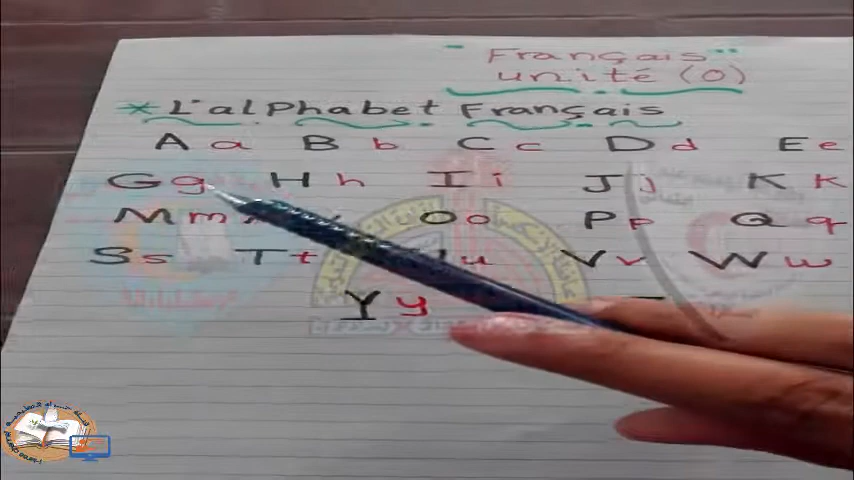 Français
unité (0)
* L'alphabet Français
A a B b C c D d E e
G g H h I i J j K k
M m O o P p Q q
S s T t u V v W w
Y y